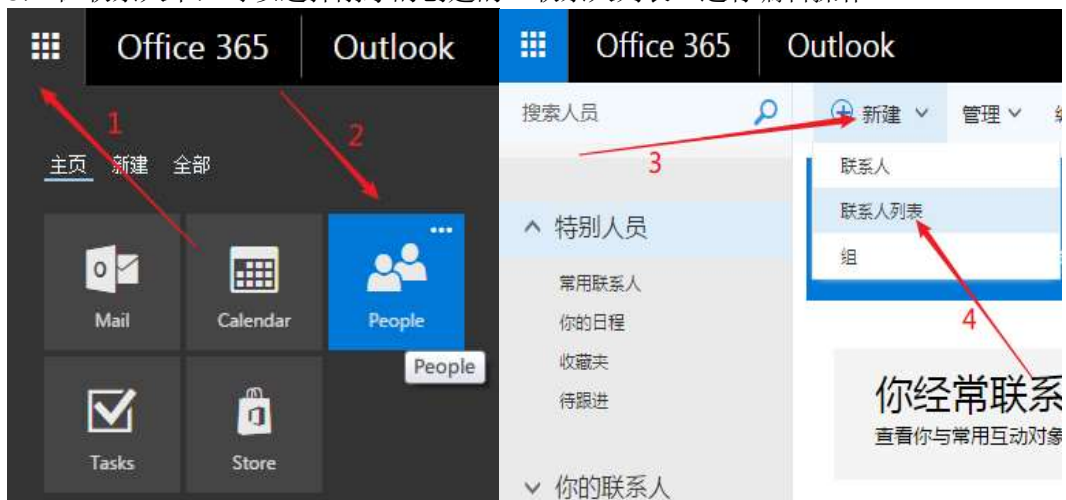 Office 365 Outlook
1
2
主页 新建 全部
Mail Calendar People
People
Tasks Store
Office 365 Outlook
搜索人员
新建 管理
3
联系人
联系人列表
组
特别人员
常用联系人
你的日程
收藏夹
待跟进
4
你经常联系
查看你与常用互动对象
你的联系人